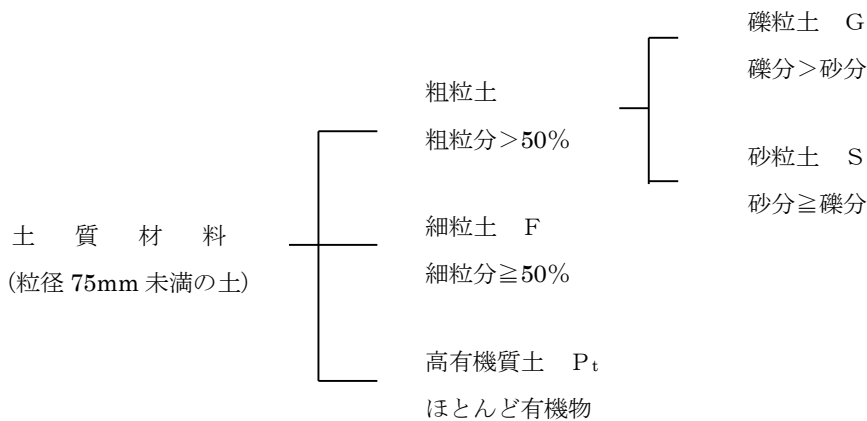 土　質　材　料
(粒径 75mm 未満の土)
粗粒土
粗粒分＞50％
礫粒土　G
礫分＞砂分
砂粒土　S
砂分≧礫分
細粒土　F
細粒分≧50％
高有機質土　Pt
ほとんど有機物